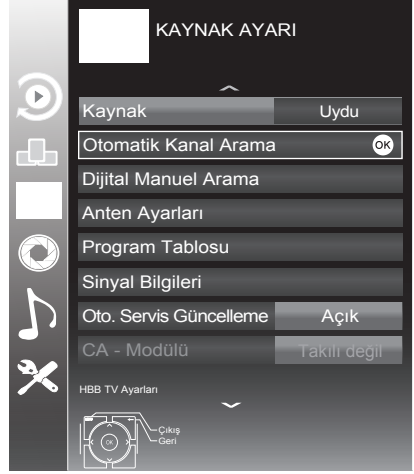 KAYNAK AYARI
Kaynak Uydu
Otomatik Kanal Arama OK
Dijital Manuel Arama
Anten Ayarları
Program Tablosu
Sinyal Bilgileri
Oto. Servis Güncelleme Açık
CA - Modülü Takılı değil
HBB TV Ayarları
Çıkış
Geri
OK